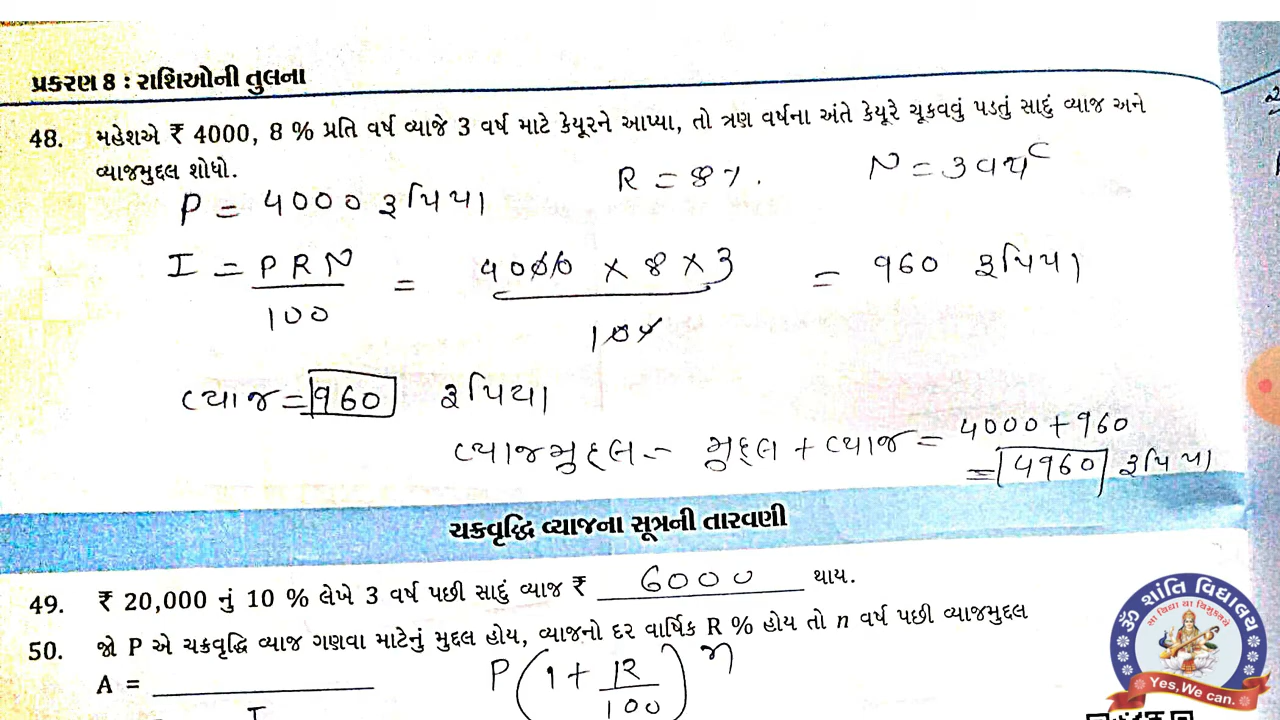 પ્રકરણ 8 : રાશિઓની તુલના
48. મહેશએ ₹ 4000, 8 % પ્રતિ વર્ષ વ્યાજે 3 વર્ષ માટે કેયૂરને આપ્યા, તો ત્રણ વર્ષના અંતે કેયૂરે ચૂકવવું પડતું સાદું વ્યાજ અને
વ્યાજમુદ્દલ શોધો.
P = 4000 રૂપિયા R = 8%. N = 3 વર્ષ
I = PRN / 100 = 4000 × 8 × 3 / 100 = 960 રૂપિયા
વ્યાજ = 960 રૂપિયા
વ્યાજમુદ્દલ = મુદ્દલ + વ્યાજ = 4000 + 960
= 4960 રૂપિયા
ચક્રવૃદ્ધિ વ્યાજના સૂત્રની તારવણી
49. ₹ 20,000 નું 10 % લેખે 3 વર્ષ પછી સાદું વ્યાજ ₹ 6000 થાય.
50. જો P એ ચક્રવૃદ્ધિ વ્યાજ ગણવા માટેનું મુદ્દલ હોય, વ્યાજનો દર વાર્ષિક R % હોય તો n વર્ષ પછી વ્યાજમુદ્દલ
A = P(1 + R/100)^n
ૐ શાંતિ વિદ્યાલય
सा विद्या या विमुक्तये
Yes, We can.